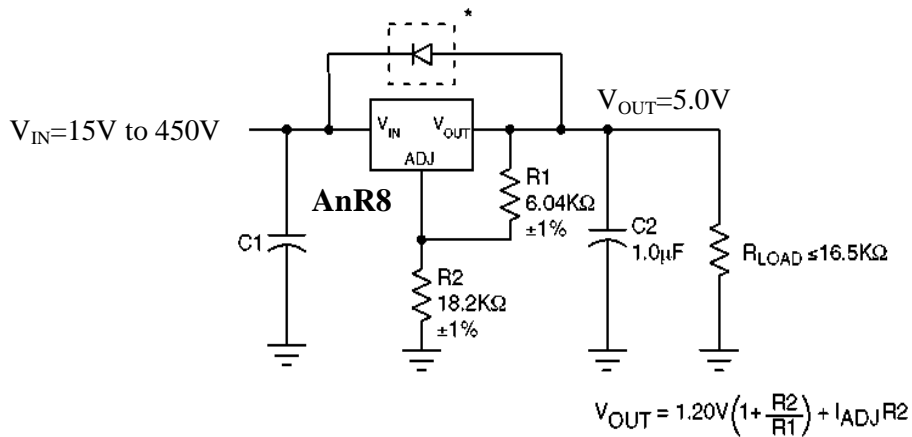 *
V_OUT=5.0V
V_IN=15V to 450V
V_IN V_OUT
ADJ
AnR8
R1
6.04KΩ
±1%
C1
C2
1.0µF
R_LOAD ≤16.5KΩ
R2
18.2KΩ
±1%
V_OUT = 1.20V(1+R2/R1) + I_ADJ R2